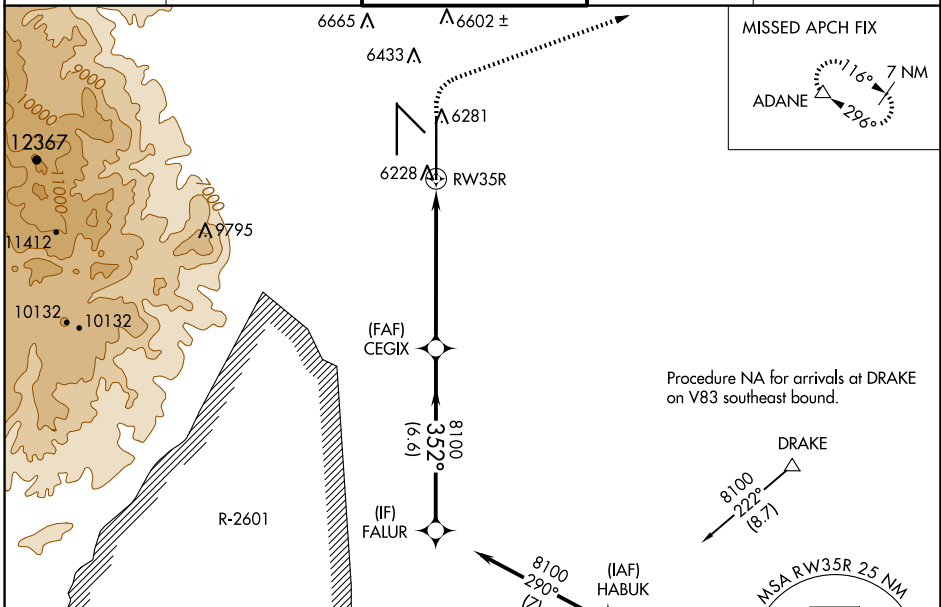 6665
6602 ±
6433
6281
6228
RW35R
MISSED APCH FIX
116°
7 NM
ADANE
296°
9000
10000
12367
11000
7000
11412
9795
10132
10132
(FAF)
CEGIX
8100
352°
(6.6)
Procedure NA for arrivals at DRAKE
on V83 southeast bound.
DRAKE
8100
222°
(8.7)
R-2601
(IF)
FALUR
8100
290°
(7)
(IAF)
HABUK
MSA RW35R 25 NM